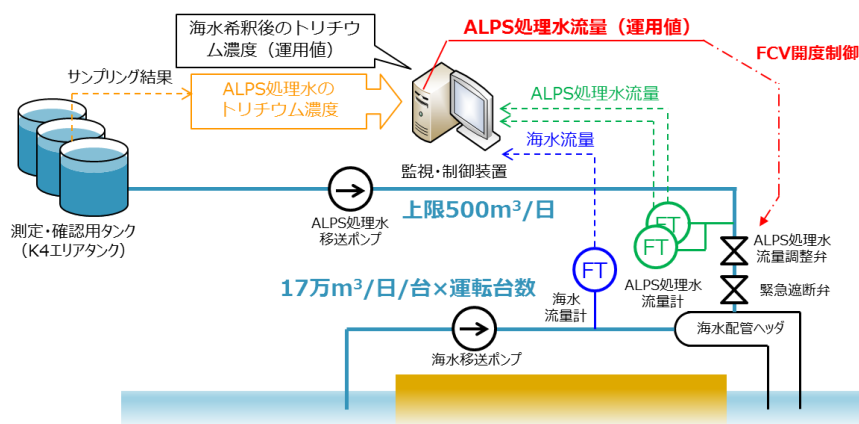 海水希釈後のトリチウ
ム濃度（運用値）
ALPS処理水流量（運用値）
FCV開度制御
サンプリング結果
ALPS処理水の
トリチウム濃度
ALPS処理水流量
海水流量
監視・制御装置
測定・確認用タンク
（K4エリアタンク）
ALPS処理水
移送ポンプ
上限500m³/日
FT
FT
ALPS処理水
流量調整弁
FT
17万m³/日/台×運転台数
海水
流量計
ALPS処理水
流量計
緊急遮断弁
海水配管ヘッダ
海水移送ポンプ